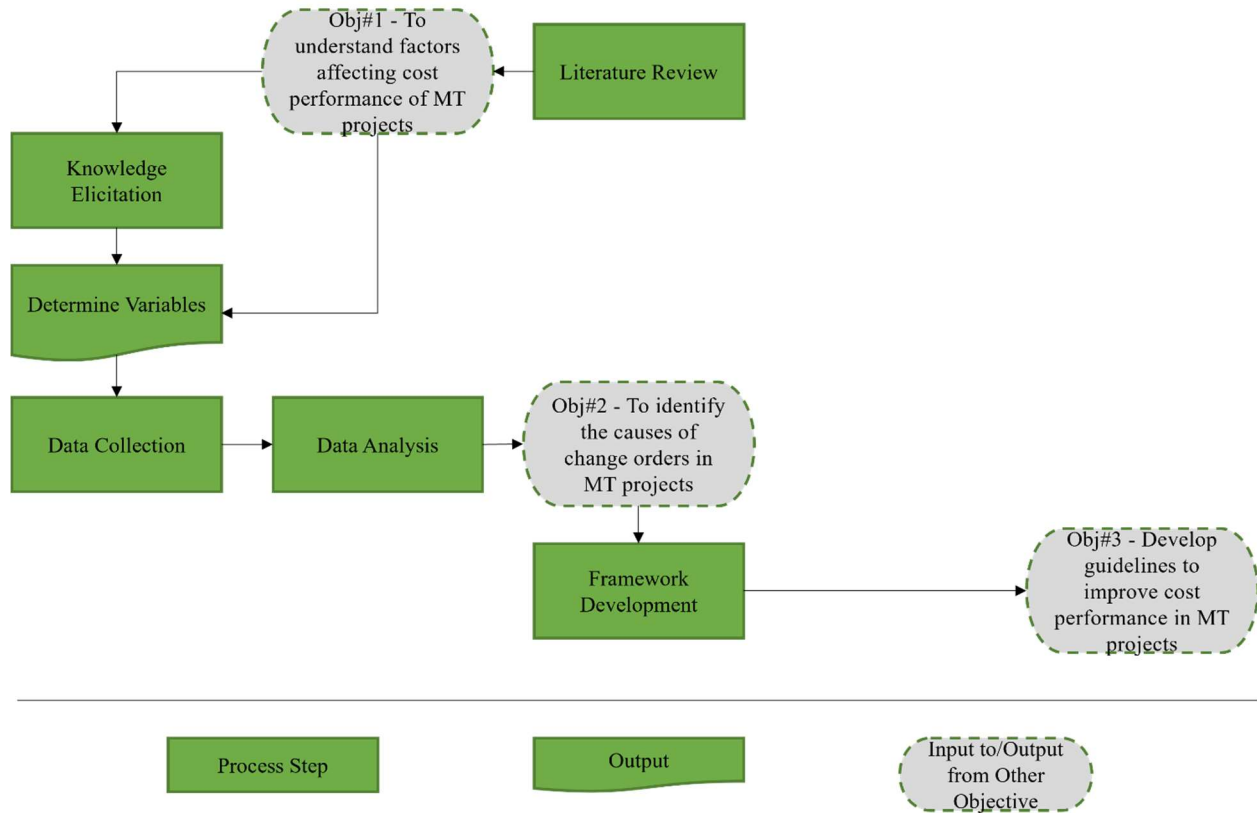 Obj#1 - To
understand factors
affecting cost
performance of MT
projects
Literature Review
Knowledge
Elicitation
Determine Variables
Data Collection
Data Analysis
Obj#2 - To identify
the causes of
change orders in
MT projects
Framework
Development
Obj#3 - Develop
guidelines to
improve cost
performance in MT
projects
Process Step
Output
Input to/Output
from Other
Objective